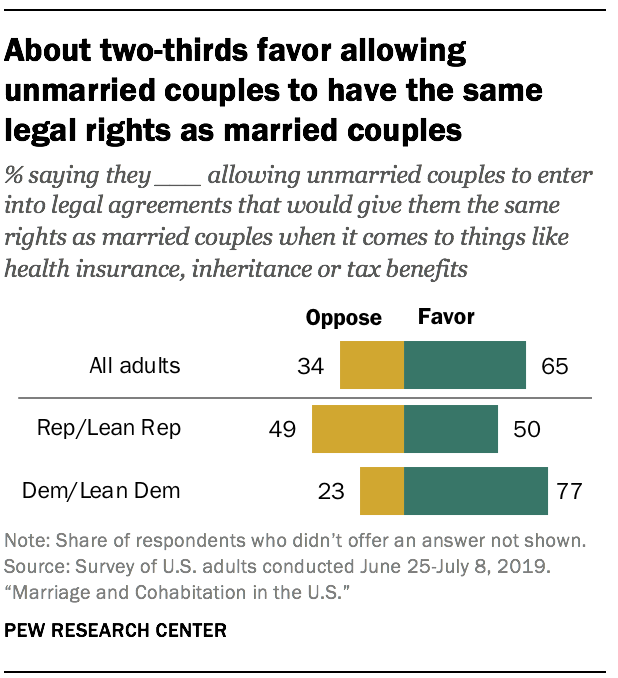 About two-thirds favor allowing
unmarried couples to have the same
legal rights as married couples
% saying they ___ allowing unmarried couples to enter
into legal agreements that would give them the same
rights as married couples when it comes to things like
health insurance, inheritance or tax benefits
Oppose Favor
All adults 34 65
Rep/Lean Rep 49 50
Dem/Lean Dem 23 77
Note: Share of respondents who didn’t offer an answer not shown.
Source: Survey of U.S. adults conducted June 25-July 8, 2019.
“Marriage and Cohabitation in the U.S.”
PEW RESEARCH CENTER